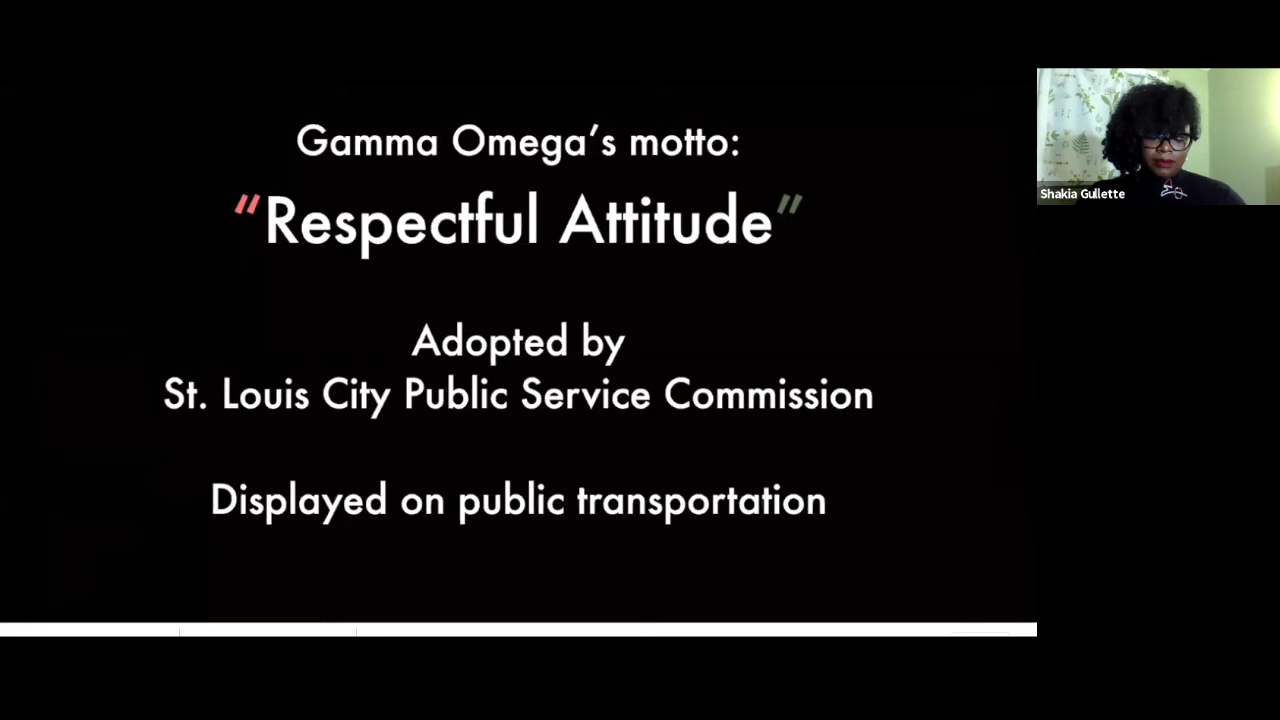 Gamma Omega's motto:
"Respectful Attitude"
Adopted by
St. Louis City Public Service Commission
Displayed on public transportation
Shakia Gullette